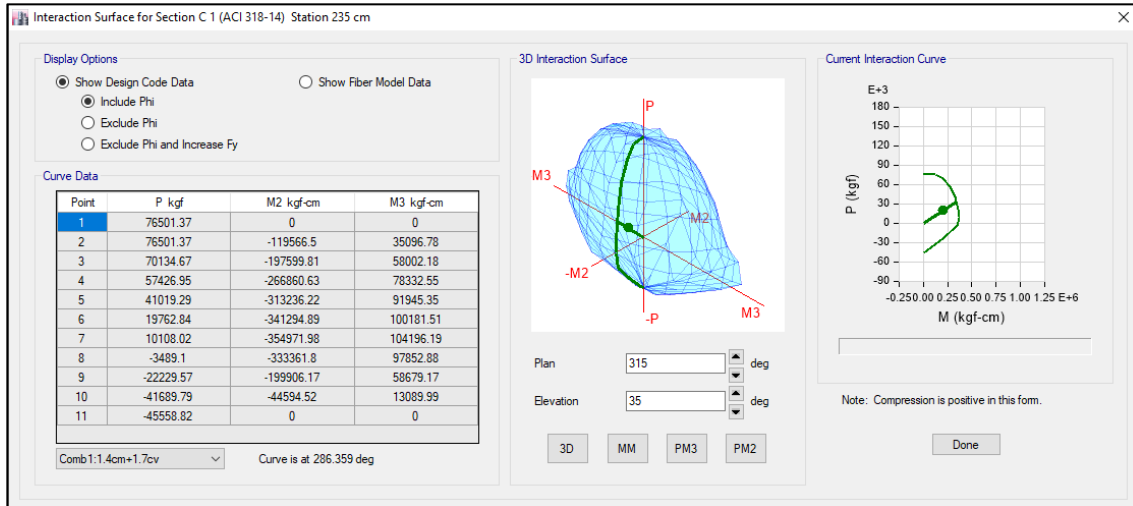 Interaction Surface for Section C 1 (ACI 318-14) Station 235 cm
Display Options
Show Design Code Data
Show Fiber Model Data
Include Phi
Exclude Phi
Exclude Phi and Increase Fy
Curve Data
Point P kgf M2 kgf-cm M3 kgf-cm
1 76501.37 0 0
2 76501.37 -119566.5 35096.78
3 70134.67 -197599.81 58002.18
4 57426.95 -266860.63 78332.55
5 41019.29 -313236.22 91945.35
6 19762.84 -341294.89 100181.51
7 10108.02 -354971.98 104196.19
8 -3489.1 -333361.8 97852.88
9 -22229.57 -199906.17 58679.17
10 -41689.79 -44594.52 13089.99
11 -45558.82 0 0
Comb1:1.4cm+1.7cv
Curve is at 286.359 deg
3D Interaction Surface
P
M3
M2
-M2
M3
-P
Plan 315 deg
Elevation 35 deg
3D MM PM3 PM2
Current Interaction Curve
E+3
180
150
120
90
60
30
0
-30
-60
-90
P (kgf)
-0.25 0.00 0.25 0.50 0.75 1.00 1.25 E+6
M (kgf-cm)
Note: Compression is positive in this form.
Done